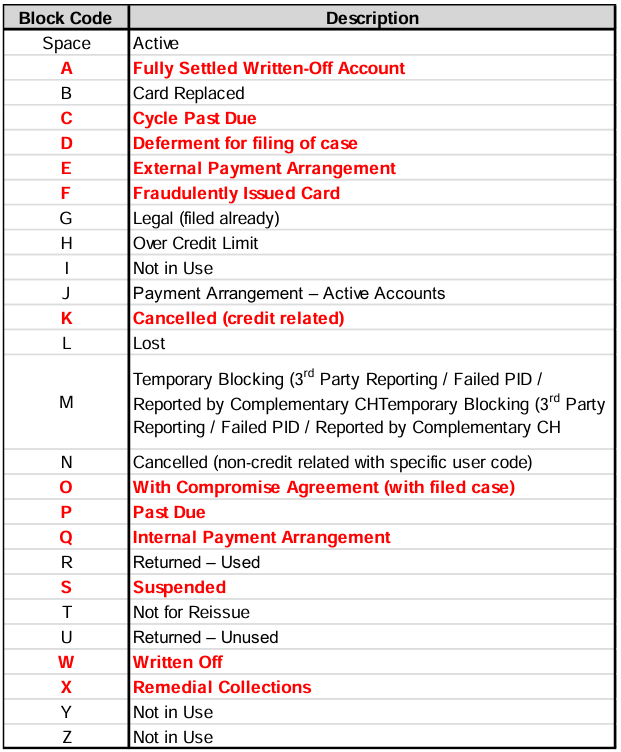 Block Code Description
Space Active
A Fully Settled Written-Off Account
B Card Replaced
C Cycle Past Due
D Deferment for filing of case
E External Payment Arrangement
F Fraudulently Issued Card
G Legal (filed already)
H Over Credit Limit
I Not in Use
J Payment Arrangement – Active Accounts
K Cancelled (credit related)
L Lost
M Temporary Blocking (3rd Party Reporting / Failed PID /
Reported by Complementary CHTemporary Blocking (3rd Party
Reporting / Failed PID / Reported by Complementary CH
N Cancelled (non-credit related with specific user code)
O With Compromise Agreement (with filed case)
P Past Due
Q Internal Payment Arrangement
R Returned – Used
S Suspended
T Not for Reissue
U Returned – Unused
W Written Off
X Remedial Collections
Y Not in Use
Z Not in Use